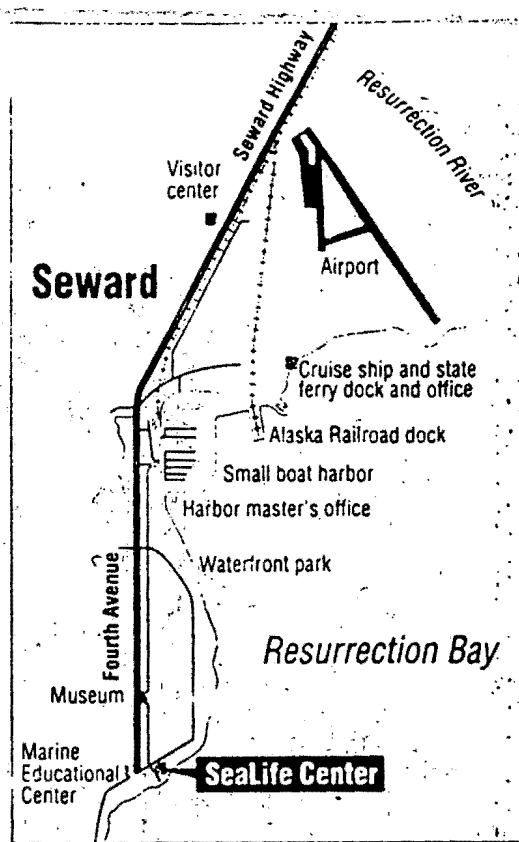 Seward Highway
Resurrection
River
Visitor
center
Seward
Airport
Cruise ship and state
ferry dock and office
Alaska Railroad dock
Small boat harbor
Harbor master's office
Waterfront park
Fourth Avenue
Resurrection Bay
Museum
Marine
Educational
Center
SeaLife Center